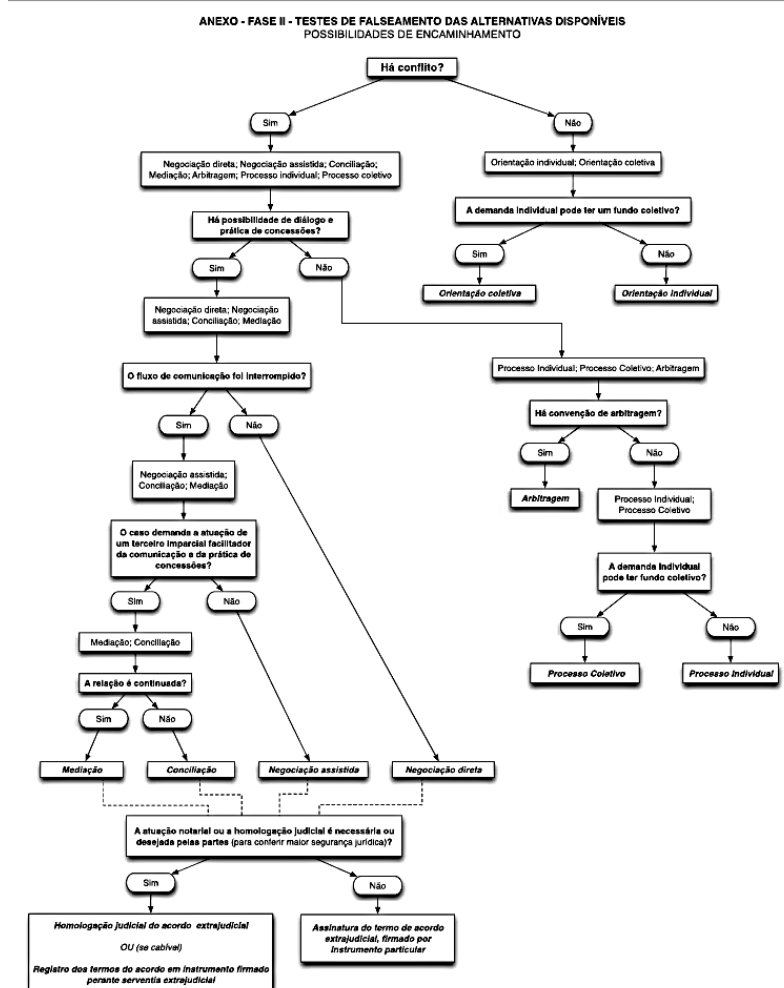 ANEXO - FASE II - TESTES DE FALSEAMENTO DAS ALTERNATIVAS DISPONÍVEIS
POSSIBILIDADES DE ENCAMINHAMENTO
Há conflito?
Sim
Não
Negociação direta; Negociação assistida; Conciliação;
Mediação; Arbitragem; Processo individual; Processo coletivo
Orientação individual; Orientação coletiva
Há possibilidade de diálogo e
prática de concessões?
A demanda individual pode ter um fundo coletivo?
Sim
Não
Sim
Não
Orientação coletiva
Orientação individual
Negociação direta; Negociação
assistida; Conciliação; Mediação
O fluxo de comunicação foi interrompido?
Processo Individual; Processo Coletivo; Arbitragem
Sim
Não
Há convenção de arbitragem?
Sim
Não
Negociação assistida;
Conciliação; Mediação
Arbitragem
Processo Individual;
Processo Coletivo
O caso demanda a atuação de
um terceiro imparcial facilitador
da comunicação e da prática de
concessões?
A demanda individual
pode ter fundo coletivo?
Sim
Não
Sim
Não
Mediação; Conciliação
Processo Coletivo
Processo Individual
A relação é continuada?
Sim
Não
Mediação
Conciliação
Negociação assistida
Negociação direta
A atuação notarial ou a homologação judicial é necessária ou
desejada pelas partes (para conferir maior segurança jurídica)?
Sim
Não
Homologação judicial do acordo extrajudicial
OU (se cabível)
Registro dos termos do acordo em instrumento firmado
perante serventia extrajudicial
Assinatura do termo de acordo
extrajudicial, firmado por
instrumento particular